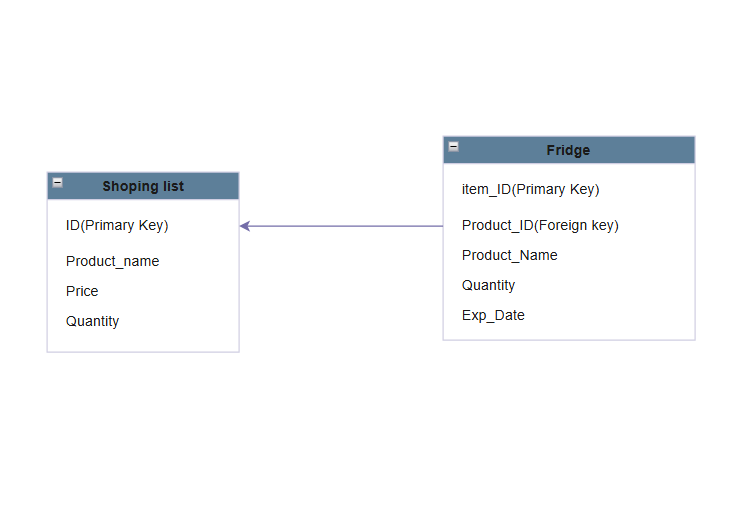 Shoping list
ID(Primary Key)
Product_name
Price
Quantity
Fridge
item_ID(Primary Key)
Product_ID(Foreign key)
Product_Name
Quantity
Exp_Date